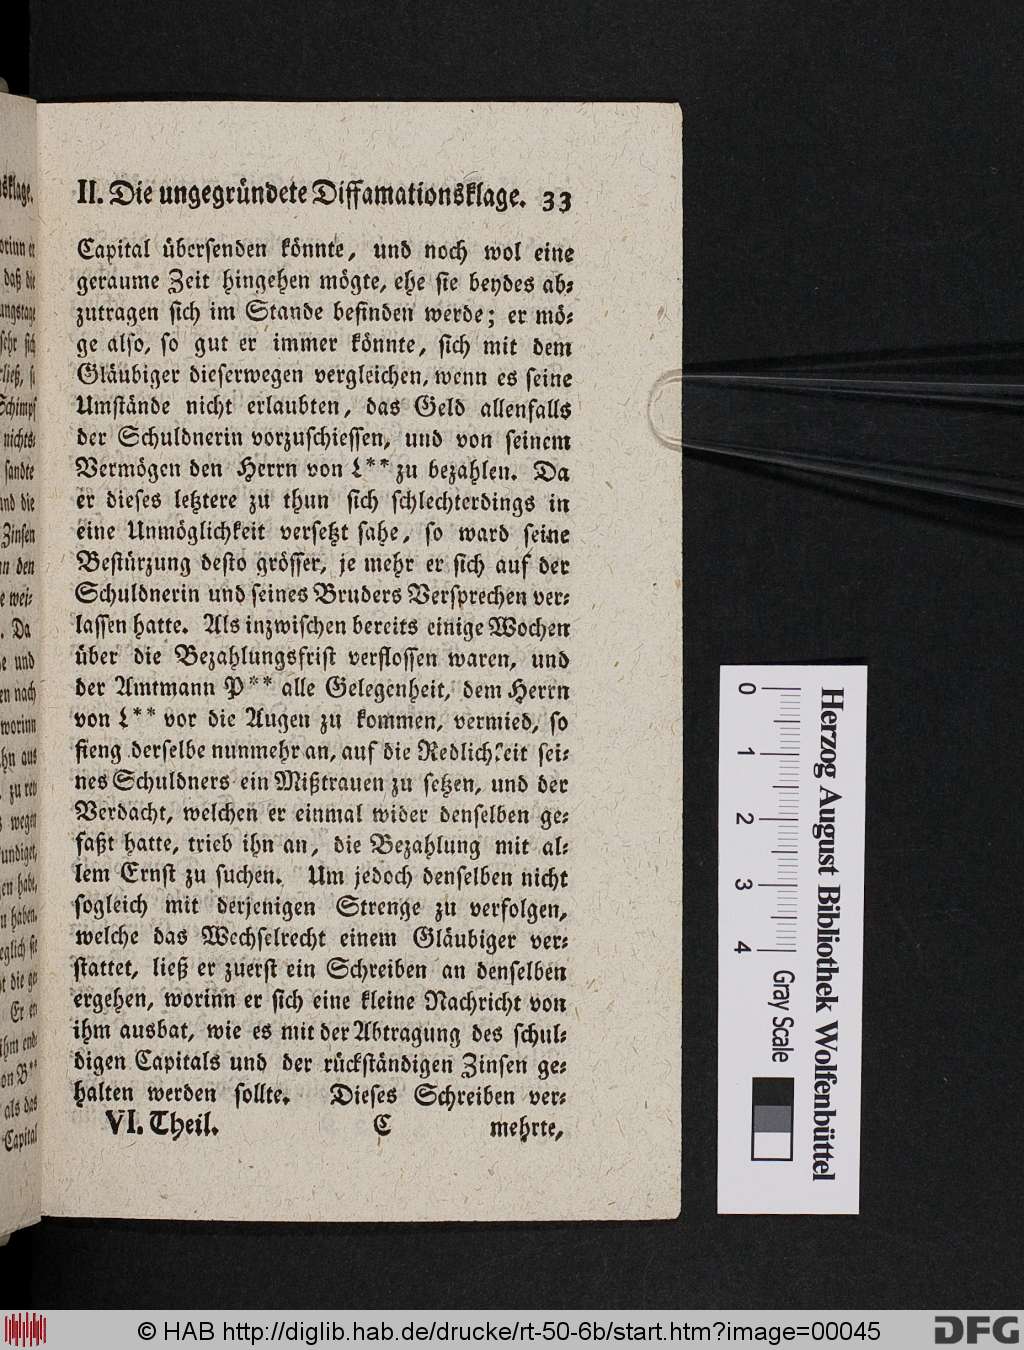 II. Die ungegründete Diffamationsklage. 33
Capital übersenden könnte, und noch wol eine
geraume Zeit hingehen mögte, ehe sie beydes ab-
zutragen sich im Stande befinden werde; er mö-
ge also, so gut er immer könnte, sich mit dem
Gläubiger dieserwegen vergleichen, wenn es seine
Umstände nicht erlaubten, das Geld allenfalls
der Schuldnerin vorzuschiessen, und von seinem
Vermögen den Herrn von L** zu bezahlen. Da
er dieses letztere zu thun sich schlechterdings in
eine Unmöglichkeit versetzt sahe, so ward seine
Bestürzung desto grösser, je mehr er sich auf der
Schuldnerin und seines Bruders Versprechen ver-
lassen hatte. Als inzwischen bereits einige Wochen
über die Bezahlungsfrist verflossen waren, und
der Amtmann P** alle Gelegenheit, dem Herrn
von L** vor die Augen zu kommen, vermied, so
fieng derselbe nunmehr an, auf die Redlichkeit sei-
nes Schuldners ein Mißtrauen zu setzen, und der
Verdacht, welchen er einmal wider denselben ge-
faßt hatte, trieb ihn an, die Bezahlung mit al-
lem Ernst zu suchen. Um jedoch denselben nicht
sogleich mit derjenigen Strenge zu verfolgen,
welche das Wechselrecht einem Gläubiger ver-
stattet, ließ er zuerst ein Schreiben an denselben
ergehen, worinn er sich eine kleine Nachricht von
ihm ausbat, wie es mit der Abtragung des schul-
digen Capitals und der rückständigen Zinsen ge-
halten werden sollte. Dieses Schreiben ver-
VI. Theil. C mehrte,
0 1 2 3 4
Gray Scale
Herzog August Bibliothek Wolfenbüttel
© HAB http://diglib.hab.de/drucke/rt-50-6b/start.htm?image=00045
DFG